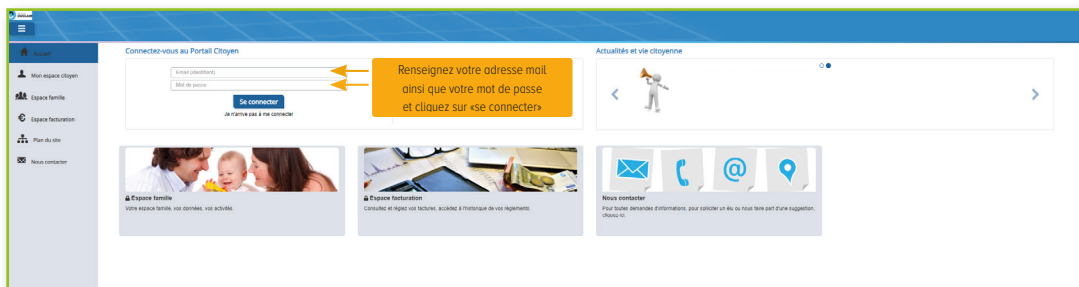 Accueil
Mon espace citoyen
Espace famille
Espace facturation
Plan du site
Nous contacter
Connectez-vous au Portail Citoyen
Email (identifiant)
Mot de passe
Se connecter
Je n'arrive pas à me connecter
Renseignez votre adresse mail
ainsi que votre mot de passe
et cliquez sur «se connecter»
Actualités et vie citoyenne
Espace famille
Votre espace famille, vos données, vos activités.
Espace facturation
Consultez et réglez vos factures, accédez à l'historique de vos règlements.
Nous contacter
Pour toutes demandes d'informations, pour solliciter un élu ou nous faire part d'une suggestion,
cliquez-ici.